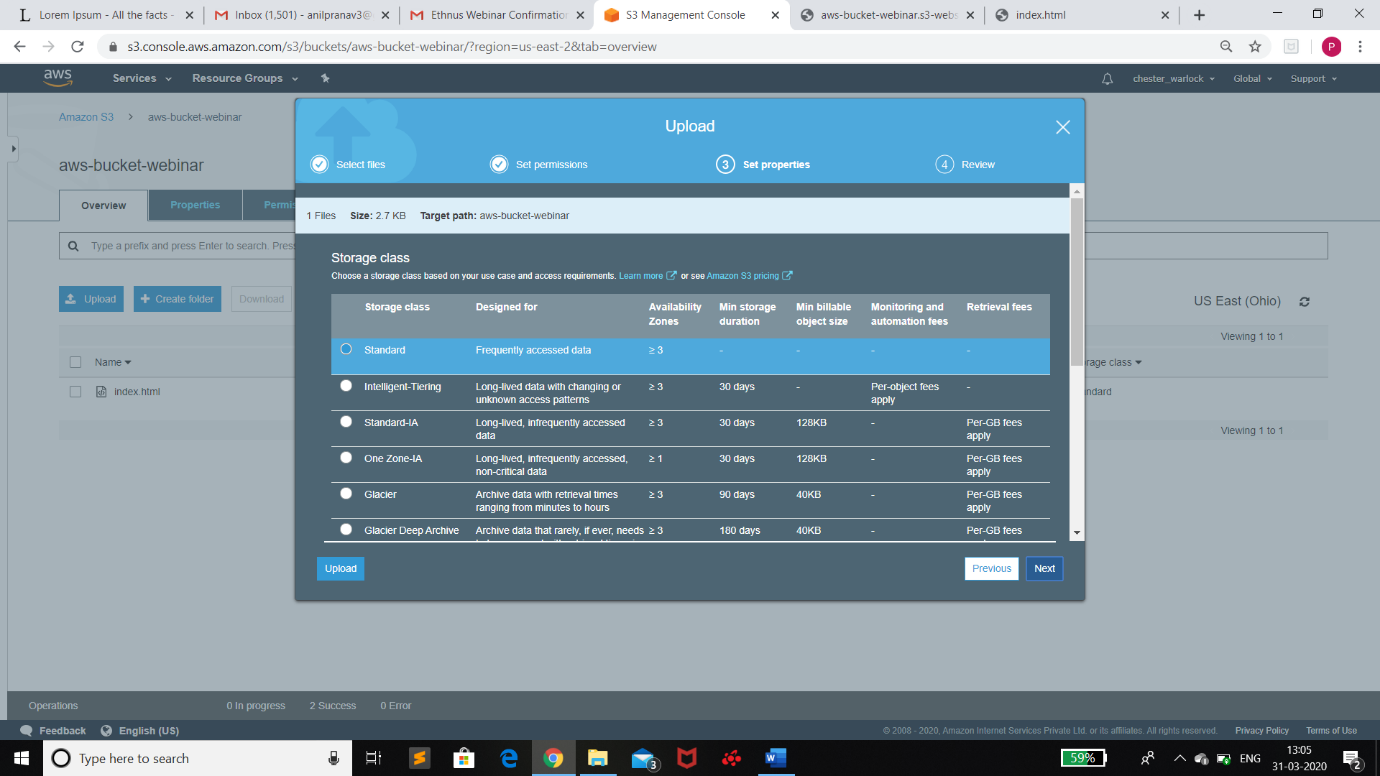 Lorem Ipsum - All the facts -
Inbox (1,501) - anilpranav3@
Ethnus Webinar Confirmation
S3 Management Console
aws-bucket-webinar.s3-webs
index.html
s3.console.aws.amazon.com/s3/buckets/aws-bucket-webinar/?region=us-east-2&tab=overview
P
aws
Services
Resource Groups
chester_warlock
Global
Support
Amazon S3
aws-bucket-webinar
aws-bucket-webinar
Overview
Properties
Permis
Type a prefix and press Enter to search. Press
Upload
Create folder
Download
US East (Ohio)
Viewing 1 to 1
Name
rage class
index.html
ndard
Viewing 1 to 1
Upload
Select files
Set permissions
3 Set properties
4 Review
1 Files Size: 2.7 KB Target path: aws-bucket-webinar
Storage class
Choose a storage class based on your use case and access requirements. Learn more or see Amazon S3 pricing
Storage class Designed for Availability Zones Min storage duration Min billable object size Monitoring and automation fees Retrieval fees
Standard Frequently accessed data ≥ 3 - - - -
Intelligent-Tiering Long-lived data with changing or unknown access patterns ≥ 3 30 days - Per-object fees apply -
Standard-IA Long-lived, infrequently accessed data ≥ 3 30 days 128KB - Per-GB fees apply
One Zone-IA Long-lived, infrequently accessed, non-critical data ≥ 1 30 days 128KB - Per-GB fees apply
Glacier Archive data with retrieval times ranging from minutes to hours ≥ 3 90 days 40KB - Per-GB fees apply
Glacier Deep Archive Archive data that rarely, if ever, needs ≥ 3 180 days 40KB - Per-GB fees
Upload
Previous
Next
Operations
0 In progress
2 Success
0 Error
Feedback
English (US)
© 2008 - 2020, Amazon Internet Services Private Ltd. or its affiliates. All rights reserved.
Privacy Policy
Terms of Use
Type here to search
3
W
59%
ENG
13:05
31-03-2020
2